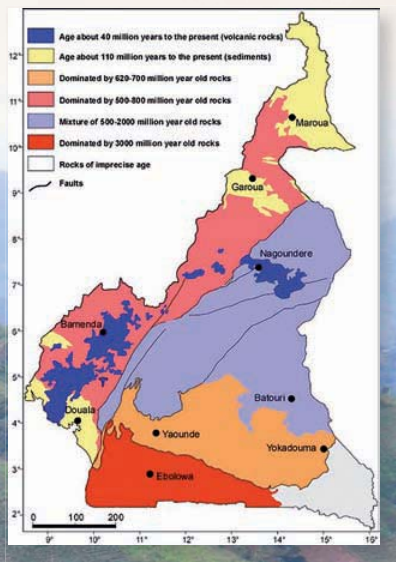 Age about 40 million years to the present (volcanic rocks)
Age about 110 million years to the present (sediments)
Dominated by 620-700 million year old rocks
Dominated by 500-800 million year old rocks
Mixture of 500-2000 million year old rocks
Dominated by 3000 million year old rocks
Rocks of imprecise age
Faults
12°
11°
10°
9°
8°
7°
6°
5°
4°
3°
2°
Maroua
Garoua
Nagoundere
Bamenda
Douala
Batouri
Yaounde
Yokadouma
Ebolowa
0 100 200
9° 10° 11° 12° 13° 14° 15° 16°